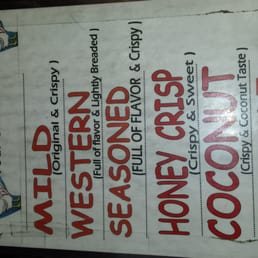 MILD
(Original & Crispy)
WESTERN
(Full of flavor & Lightly Breaded)
SEASONED
(FULL OF FLAVOR & Crispy)
HONEY CRISP
(Crispy & Sweet)
COCONUT
(Crispy & Coconut Taste)